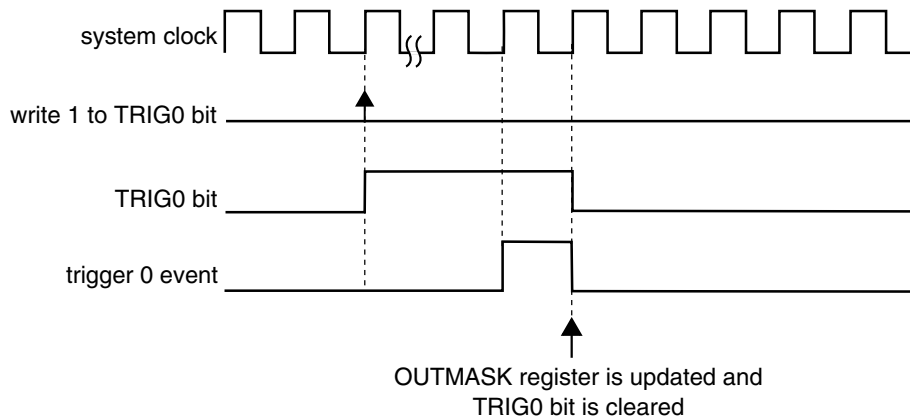 system clock
write 1 to TRIG0 bit
TRIG0 bit
trigger 0 event
OUTMASK register is updated and
TRIG0 bit is cleared